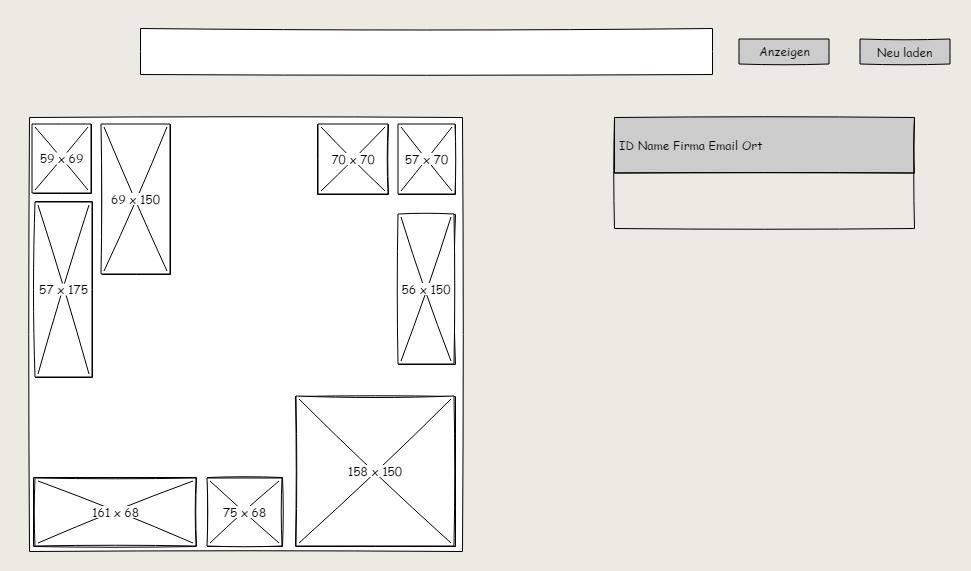 Anzeigen
Neu laden
59 x 69
69 x 150
70 x 70
57 x 70
57 x 175
56 x 150
161 x 68
75 x 68
158 x 150
ID Name Firma Email Ort